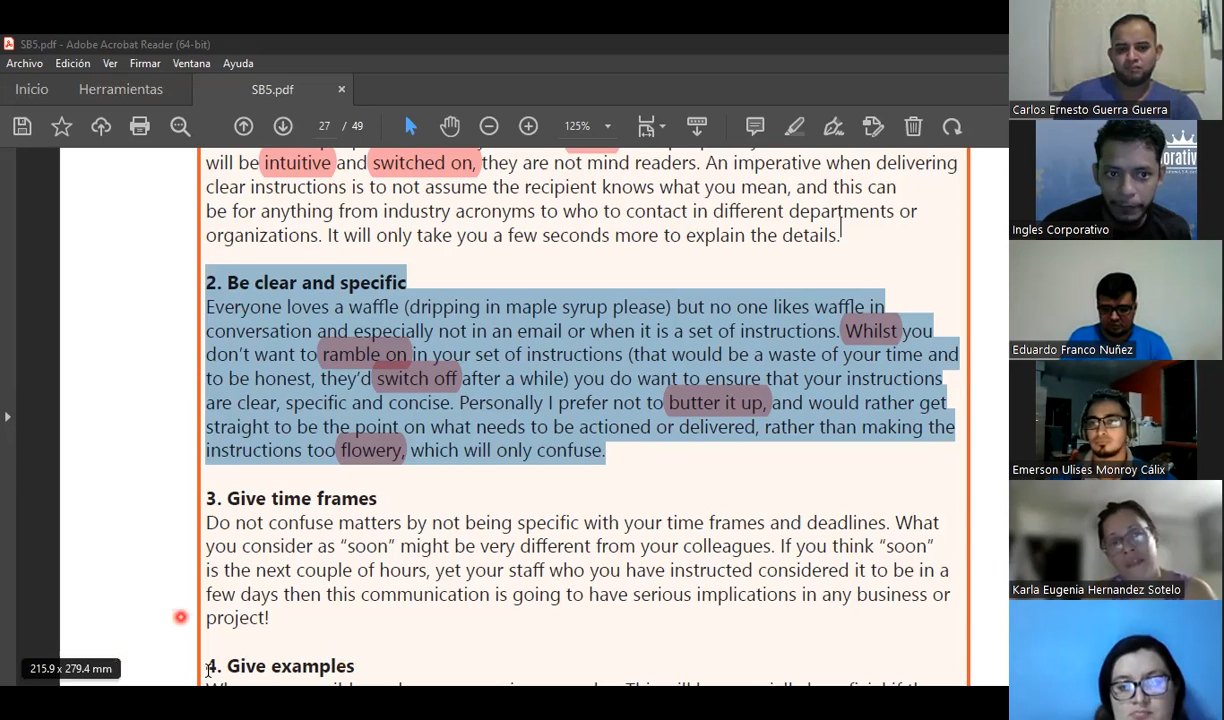 SB5.pdf - Adobe Acrobat Reader (64-bit)
Archivo Edición Ver Firmar Ventana Ayuda
Inicio Herramientas SB5.pdf ×
27 / 49 125%
will be intuitive and switched on, they are not mind readers. An imperative when delivering
clear instructions is to not assume the recipient knows what you mean, and this can
be for anything from industry acronyms to who to contact in different departments or
organizations. It will only take you a few seconds more to explain the details.
2. Be clear and specific
Everyone loves a waffle (dripping in maple syrup please) but no one likes waffle in
conversation and especially not in an email or when it is a set of instructions. Whilst you
don't want to ramble on in your set of instructions (that would be a waste of your time and
to be honest, they'd switch off after a while) you do want to ensure that your instructions
are clear, specific and concise. Personally I prefer not to butter it up, and would rather get
straight to be the point on what needs to be actioned or delivered, rather than making the
instructions too flowery, which will only confuse.
3. Give time frames
Do not confuse matters by not being specific with your time frames and deadlines. What
you consider as “soon” might be very different from your colleagues. If you think “soon”
is the next couple of hours, yet your staff who you have instructed considered it to be in a
few days then this communication is going to have serious implications in any business or
project!
4. Give examples
215.9 x 279.4 mm
Carlos Ernesto Guerra Guerra
Ingles Corporativo
Eduardo Franco Nuñez
Emerson Ulises Monroy Cálix
Karla Eugenia Hernandez Sotelo